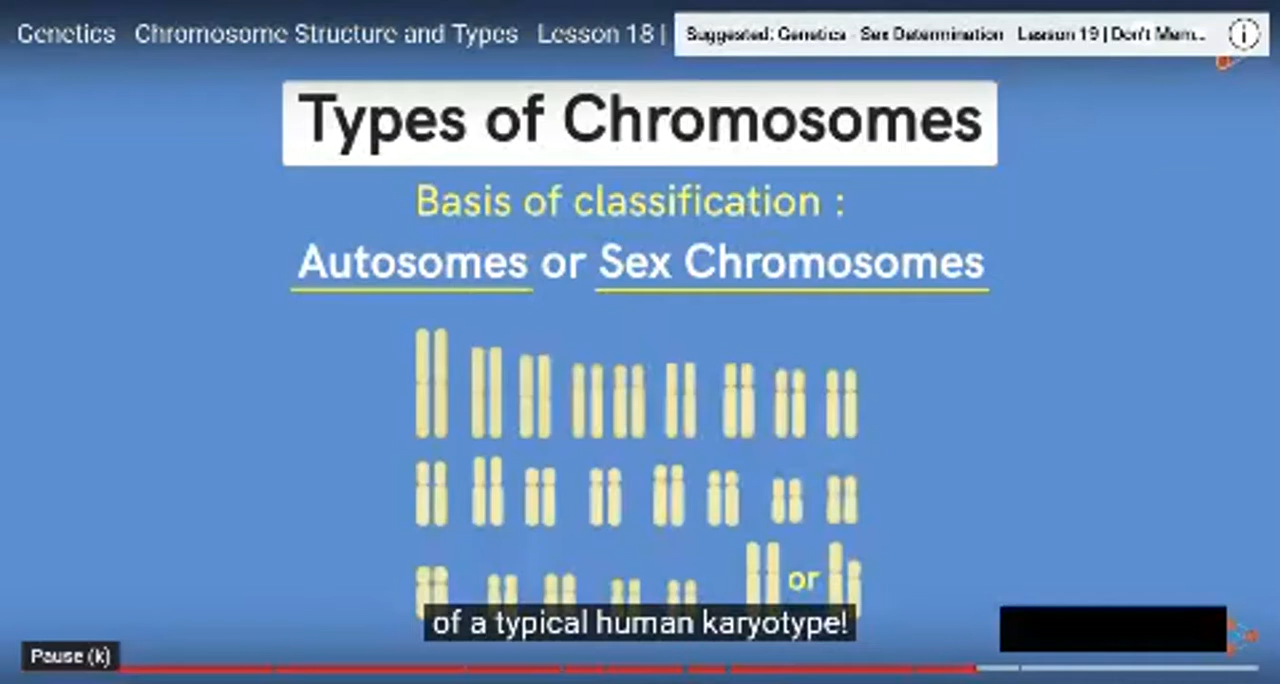 Genetics Chromosome Structure and Types Lesson 18 |
Suggested: Genetics - Sex Determination Lesson 19 | Don't Mem...
Types of Chromosomes
Basis of classification :
Autosomes or Sex Chromosomes
or
of a typical human karyotype!
Pause (k)